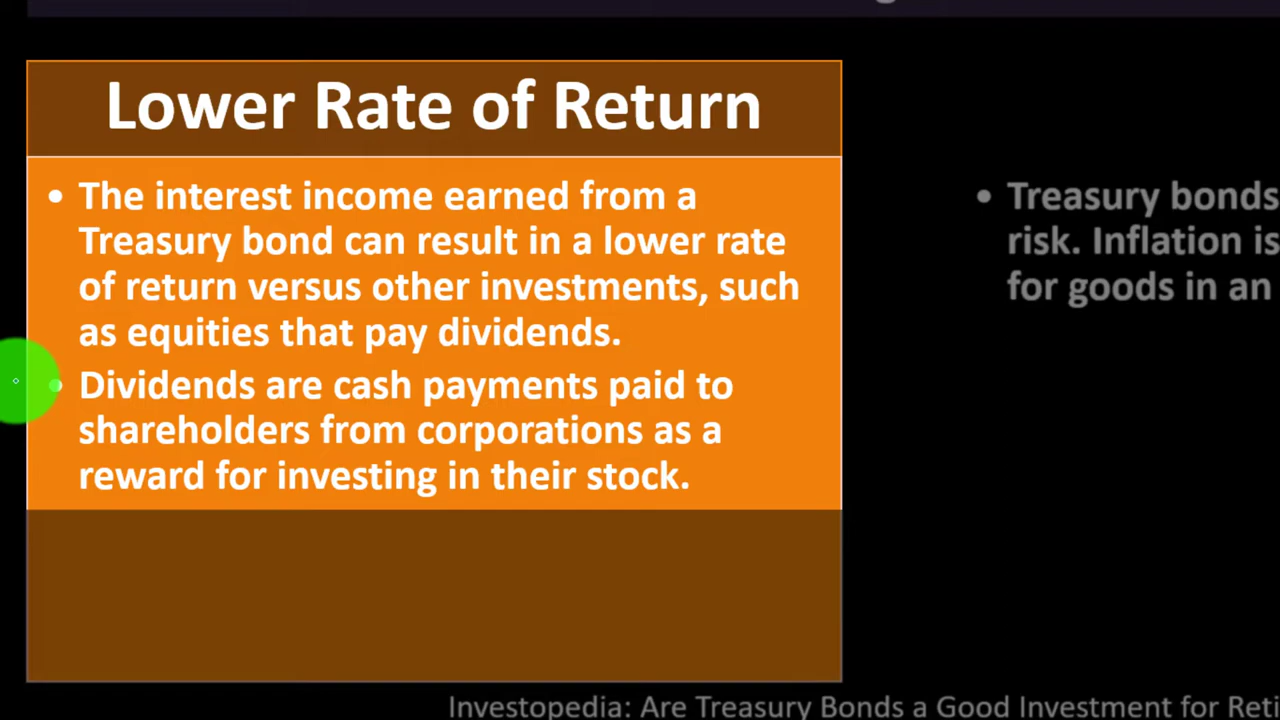 Lower Rate of Return
• The interest income earned from a
Treasury bond can result in a lower rate
of return versus other investments, such
as equities that pay dividends.
• Dividends are cash payments paid to
shareholders from corporations as a
reward for investing in their stock.
• Treasury bonds
risk. Inflation is
for goods in an
Investopedia: Are Treasury Bonds a Good Investment for Reti